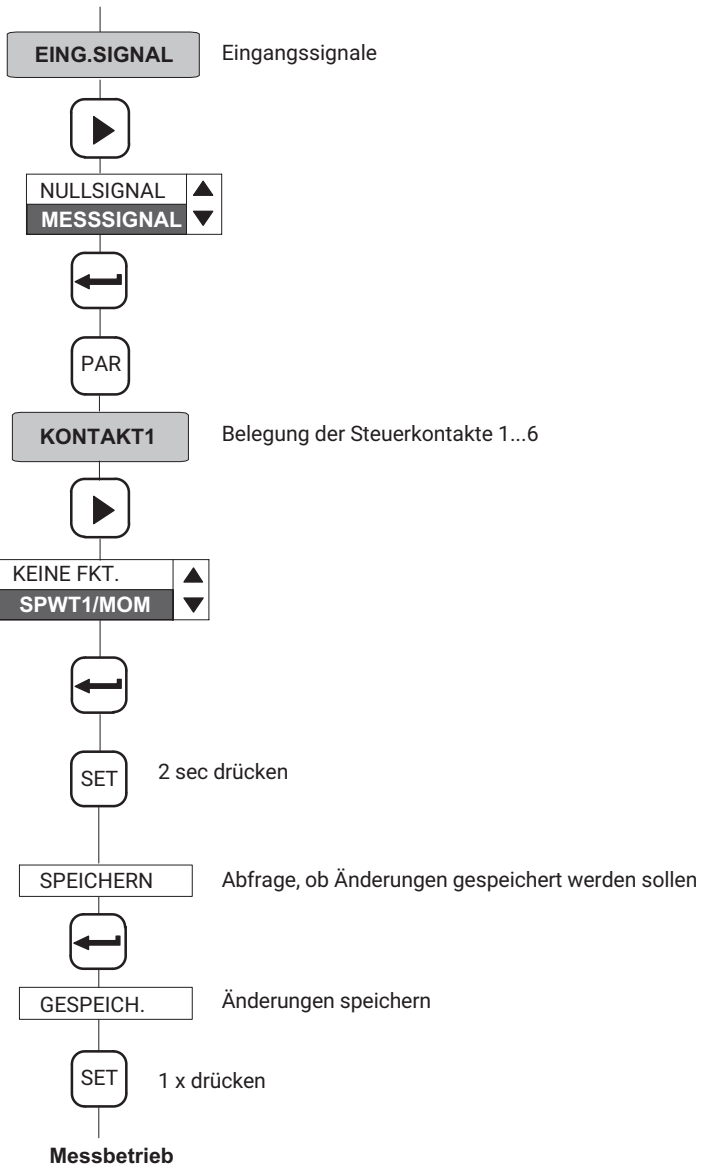 EING.SIGNAL Eingangssignale
NULLSIGNAL
MESSSIGNAL
PAR
KONTAKT1 Belegung der Steuerkontakte 1...6
KEINE FKT.
SPWT1/MOM
SET 2 sec drücken
SPEICHERN Abfrage, ob Änderungen gespeichert werden sollen
GESPEICH. Änderungen speichern
SET 1 x drücken
Messbetrieb